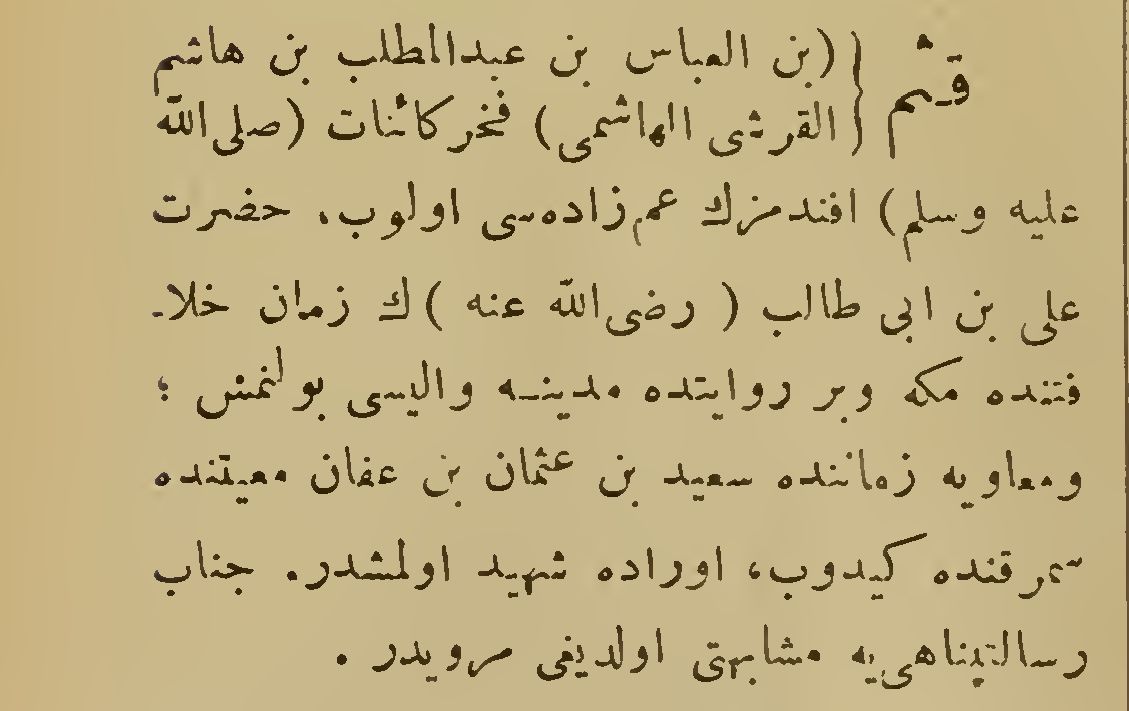 قثم { (بن العباس بن عبدالمطلب بن هاشم
القرشی الهاشمی) فخر کائنات (صلی الله
علیه وسلم) افندمزك عم‌زاده‌سی اولوب، حضرت
علی بن ابی طالب (رضی الله عنه)ك زمان خلا-
فتنده مکه وبر روایتده مدینه والیسی بولنمش؛
ومعاویه زماننده سعید بن عثمان بن عفان معیتنده
سمرقنده کیدوب، اوراده شهید اولمشدر. جناب
رسالتپناهی‌یه مشابهتی اولدیغی مرویدر.